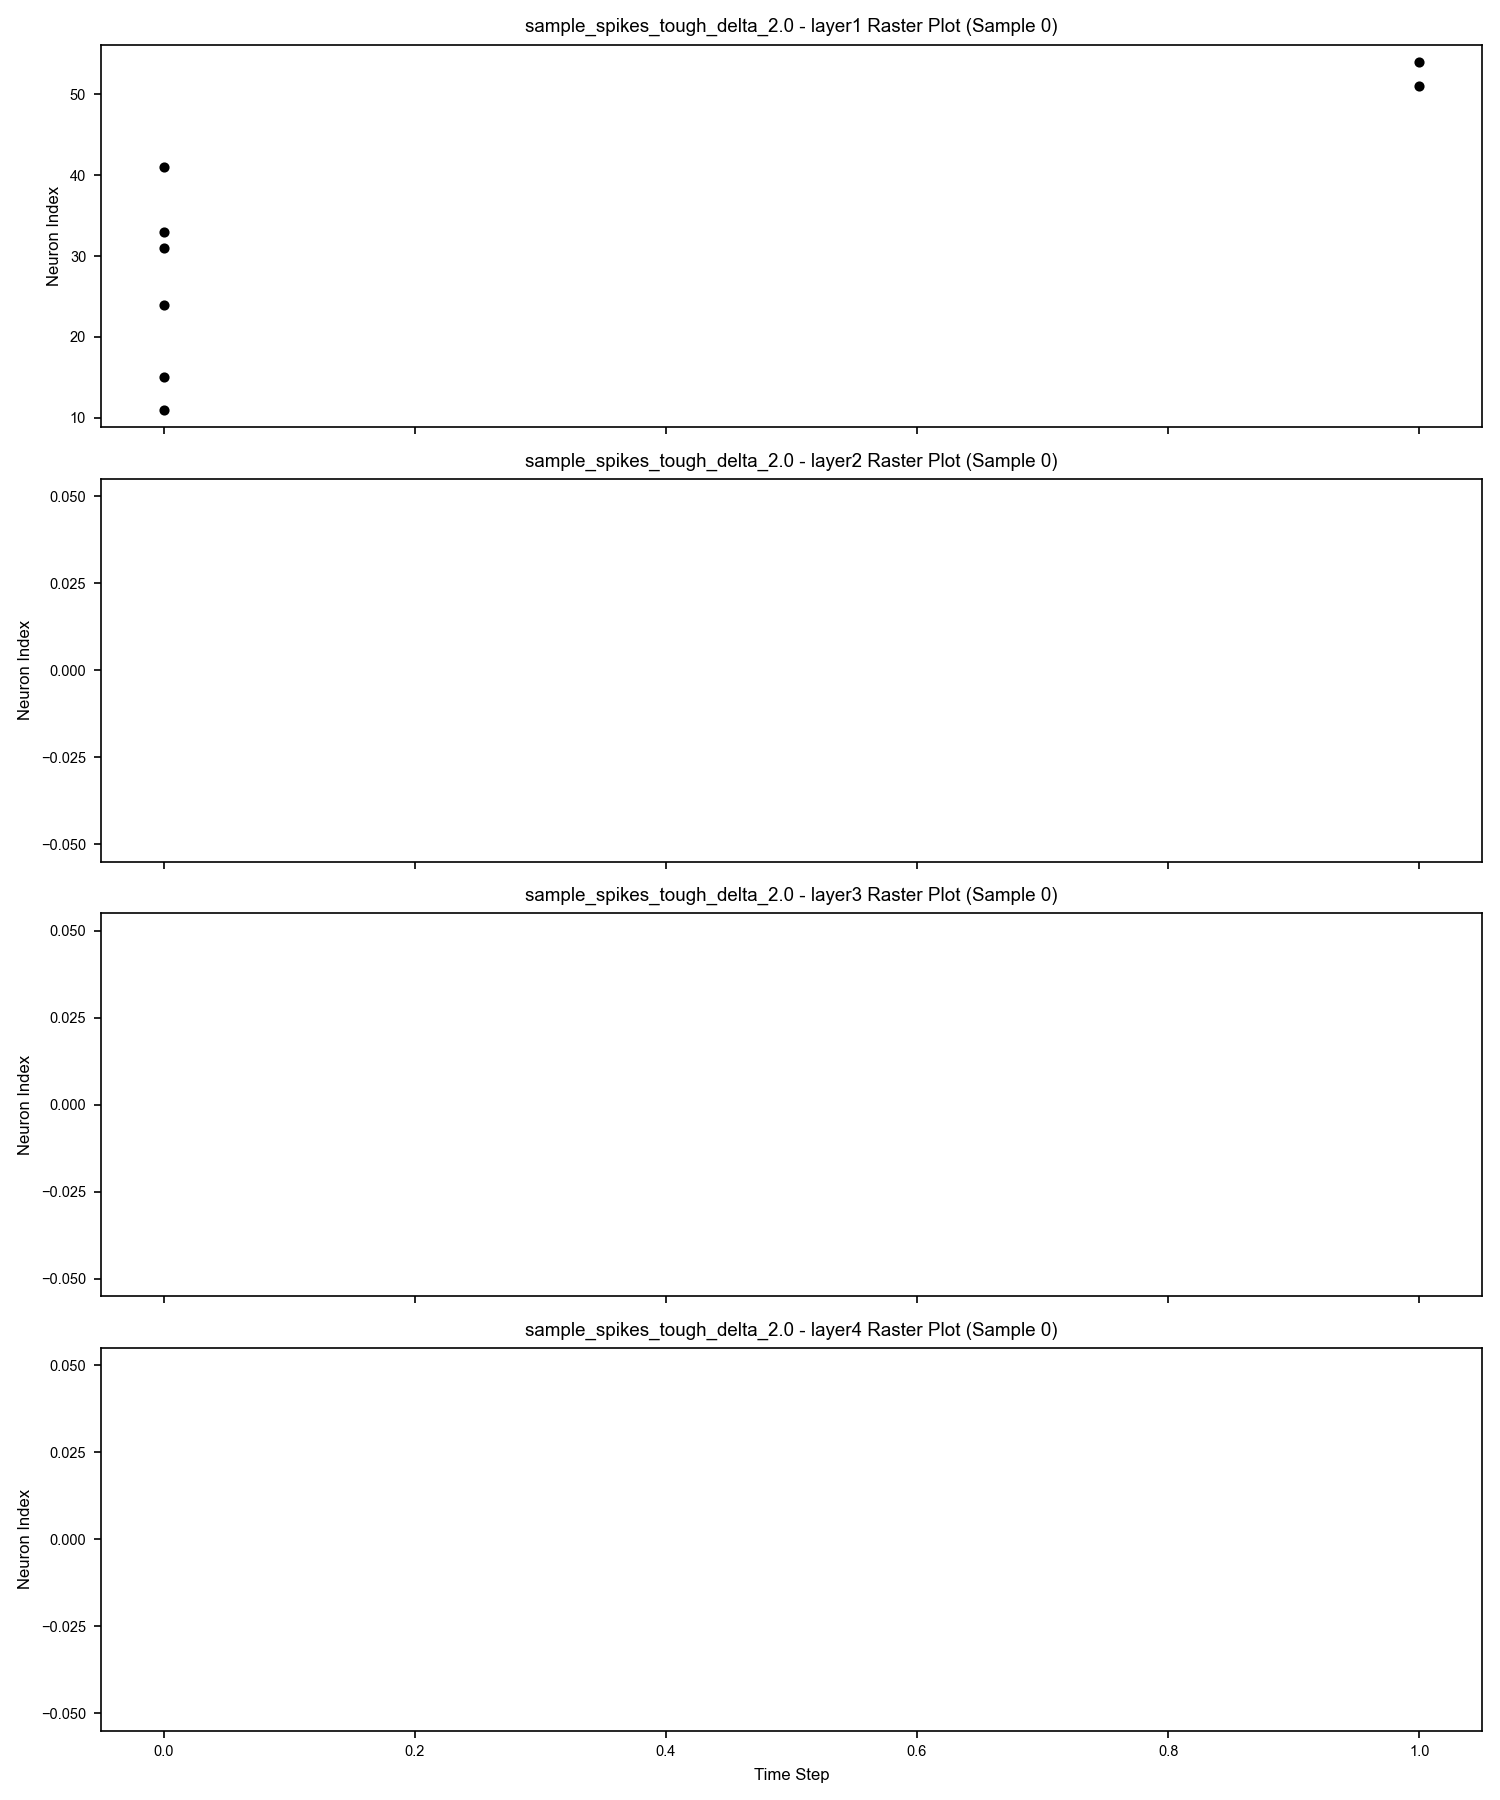 sample_spikes_tough_delta_2.0 - layer1 Raster Plot (Sample 0)
Neuron Index
50
40
30
20
10
sample_spikes_tough_delta_2.0 - layer2 Raster Plot (Sample 0)
Neuron Index
0.050
0.025
0.000
−0.025
−0.050
sample_spikes_tough_delta_2.0 - layer3 Raster Plot (Sample 0)
Neuron Index
0.050
0.025
0.000
−0.025
−0.050
sample_spikes_tough_delta_2.0 - layer4 Raster Plot (Sample 0)
Neuron Index
0.050
0.025
0.000
−0.025
−0.050
0.0 0.2 0.4 0.6 0.8 1.0
Time Step